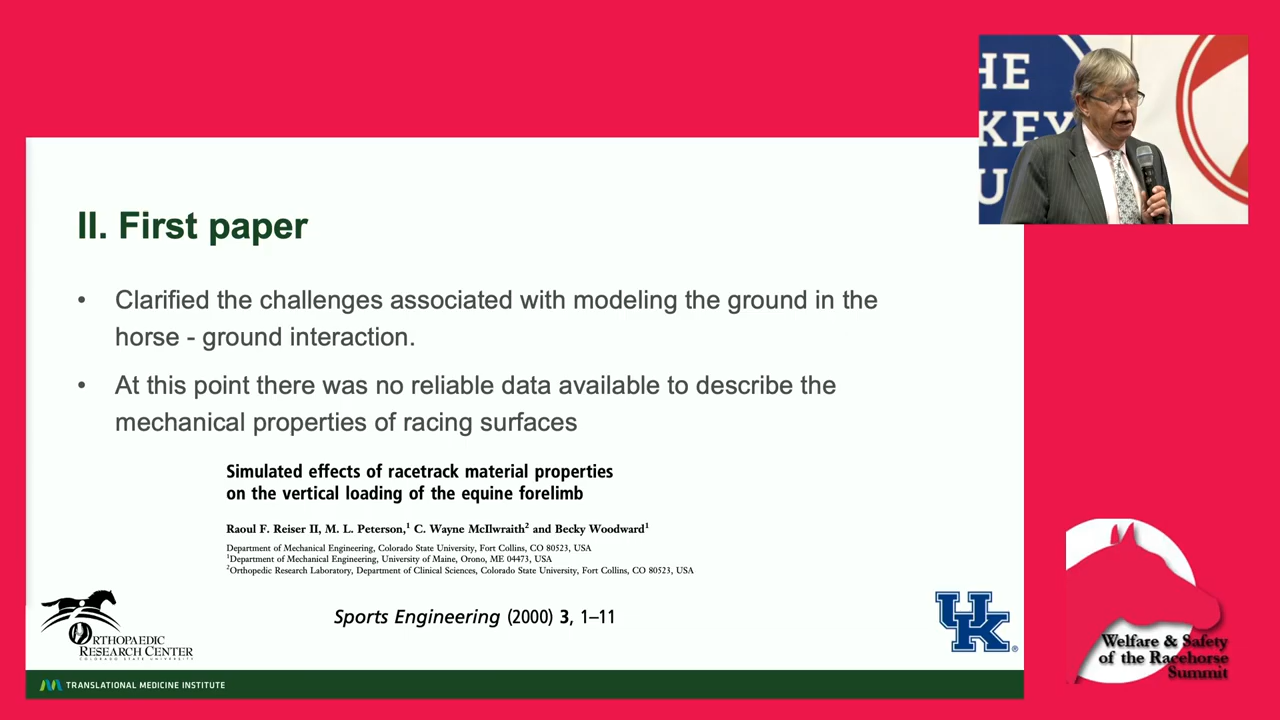 II. First paper
• Clarified the challenges associated with modeling the ground in the
horse - ground interaction.
• At this point there was no reliable data available to describe the
mechanical properties of racing surfaces
Simulated effects of racetrack material properties
on the vertical loading of the equine forelimb
Raoul F. Reiser II, M. L. Peterson,¹ C. Wayne McIlwraith² and Becky Woodward¹
Department of Mechanical Engineering, Colorado State University, Fort Collins, CO 80523, USA
¹Department of Mechanical Engineering, University of Maine, Orono, ME 04473, USA
²Orthopedic Research Laboratory, Department of Clinical Sciences, Colorado State University, Fort Collins, CO 80523, USA
Sports Engineering (2000) 3, 1–11
ORTHOPAEDIC
RESEARCH CENTER
COLORADO STATE UNIVERSITY
UK
TRANSLATIONAL MEDICINE INSTITUTE
HE
KEY
U
Welfare & Safety
of the Racehorse
Summit